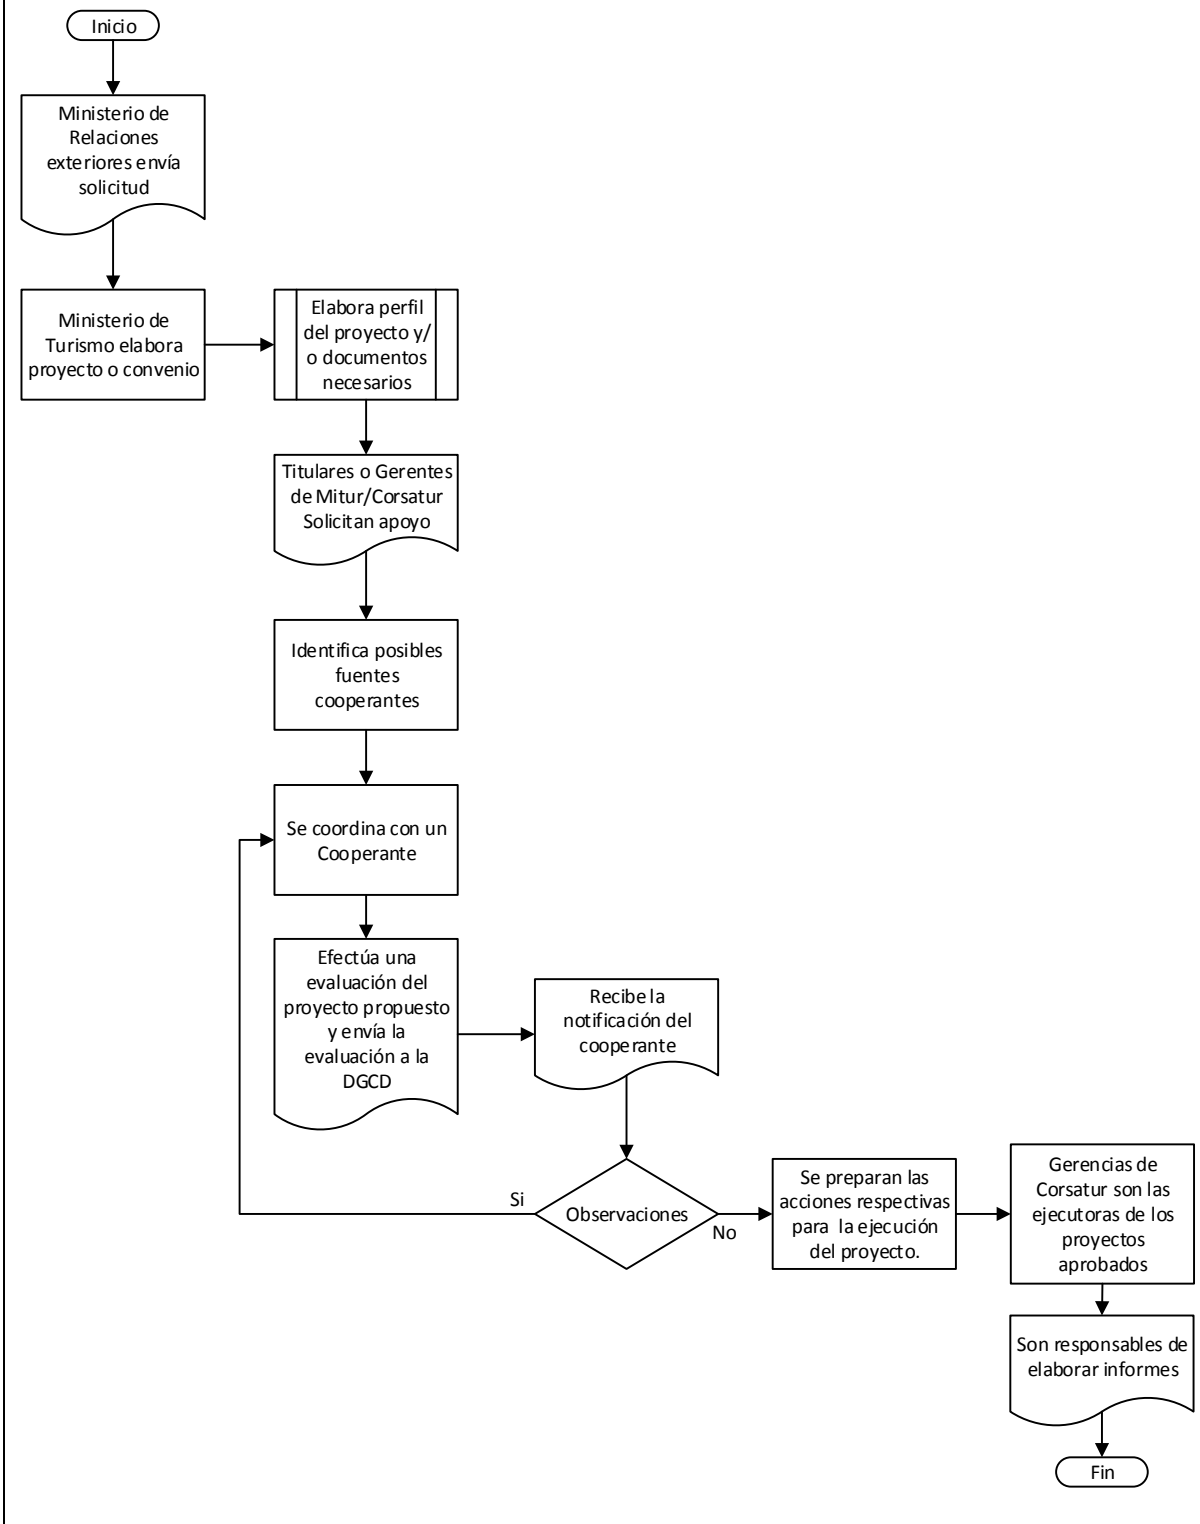 Inicio
Ministerio de
Relaciones
exteriores envía
solicitud
Ministerio de
Turismo elabora
proyecto o convenio
Elabora perfil
del proyecto y/
o documentos
necesarios
Titulares o Gerentes
de Mitur/Corsatur
Solicitan apoyo
Identifica posibles
fuentes
cooperantes
Se coordina con un
Cooperante
Efectúa una
evaluación del
proyecto propuesto
y envía la
evaluación a la
DGCD
Recibe la
notificación del
cooperante
Observaciones
Si
No
Se preparan las
acciones respectivas
para la ejecución
del proyecto.
Gerencias de
Corsatur son las
ejecutoras de los
proyectos
aprobados
Son responsables de
elaborar informes
Fin